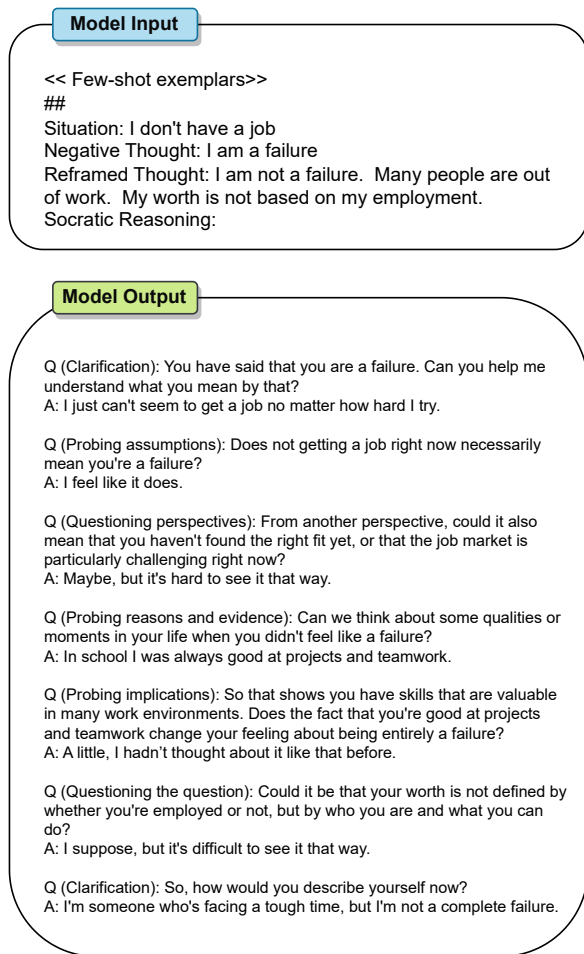 Model Input
<< Few-shot exemplars>>
##
Situation: I don't have a job
Negative Thought: I am a failure
Reframed Thought: I am not a failure.  Many people are out
of work.  My worth is not based on my employment.
Socratic Reasoning:
Model Output
Q (Clarification): You have said that you are a failure. Can you help me
understand what you mean by that?
A: I just can't seem to get a job no matter how hard I try.
Q (Probing assumptions): Does not getting a job right now necessarily
mean you're a failure?
A: I feel like it does.
Q (Questioning perspectives): From another perspective, could it also
mean that you haven't found the right fit yet, or that the job market is
particularly challenging right now?
A: Maybe, but it's hard to see it that way.
Q (Probing reasons and evidence): Can we think about some qualities or
moments in your life when you didn't feel like a failure?
A: In school I was always good at projects and teamwork.
Q (Probing implications): So that shows you have skills that are valuable
in many work environments. Does the fact that you're good at projects
and teamwork change your feeling about being entirely a failure?
A: A little, I hadn’t thought about it like that before.
Q (Questioning the question): Could it be that your worth is not defined by
whether you're employed or not, but by who you are and what you can
do?
A: I suppose, but it's difficult to see it that way.
Q (Clarification): So, how would you describe yourself now?
A: I'm someone who's facing a tough time, but I'm not a complete failure.